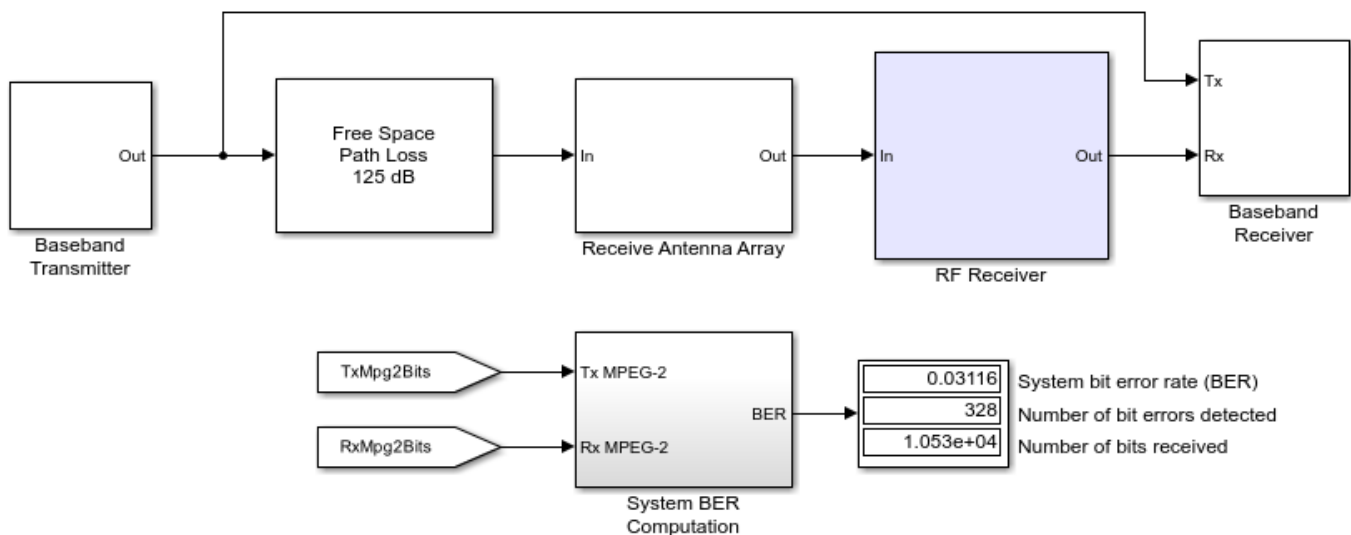 Out
Baseband
Transmitter
Free Space
Path Loss
125 dB
In
Out
Receive Antenna Array
In
Out
RF Receiver
Tx
Rx
Baseband
Receiver
TxMpg2Bits
RxMpg2Bits
Tx MPEG-2
Rx MPEG-2
BER
System BER
Computation
0.03116
System bit error rate (BER)
328
Number of bit errors detected
1.053e+04
Number of bits received